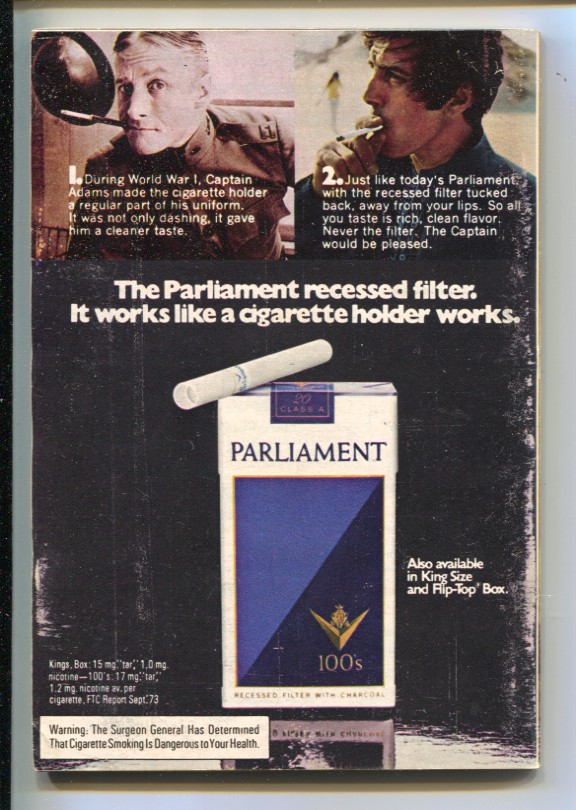 1. During World War I, Captain
Adams made the cigarette holder
a regular part of his uniform.
It was not only dashing, it gave
him a cleaner taste.
2. Just like today's Parliament,
with the recessed filter tucked
back, away from your lips. So all
you taste is rich, clean flavor.
Never the filter. The Captain
would be pleased.
The Parliament recessed filter.
It works like a cigarette holder works.
20
CLASS A
PARLIAMENT
100's
RECESSED FILTER WITH CHARCOAL
Also available
in King Size
and Flip-Top® Box.
Kings, Box: 15 mg. "tar," 1.0 mg.
nicotine—100's: 17 mg. "tar,"
1.2 mg. nicotine av. per
cigarette, FTC Report Sept. '73
Warning: The Surgeon General Has Determined
That Cigarette Smoking Is Dangerous to Your Health.